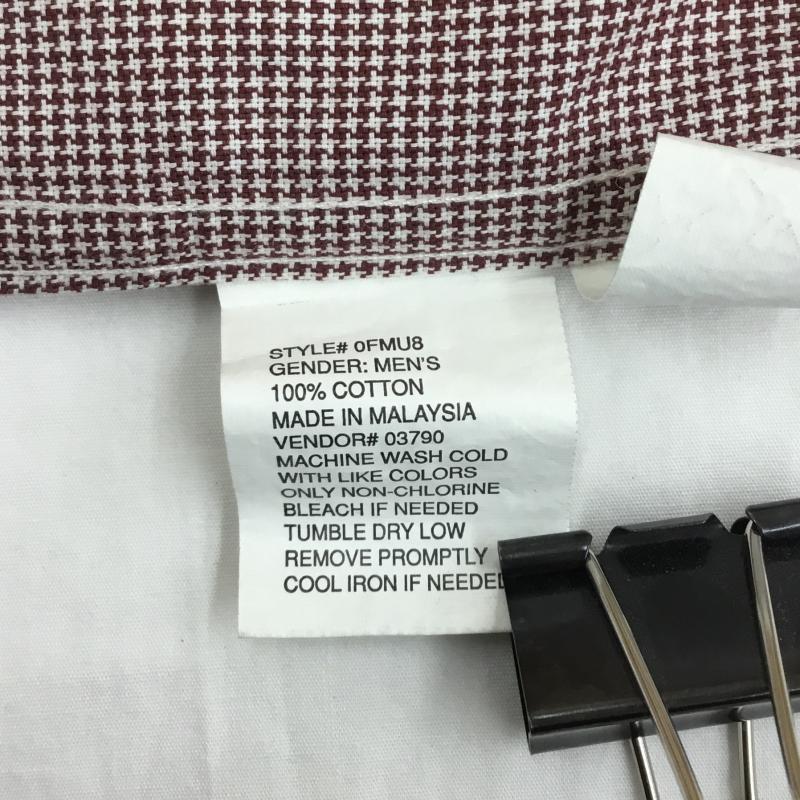 STYLE# 0FMU8
GENDER: MEN'S
100% COTTON
MADE IN MALAYSIA
VENDOR# 03790
MACHINE WASH COLD
WITH LIKE COLORS
ONLY NON-CHLORINE
BLEACH IF NEEDED
TUMBLE DRY LOW
REMOVE PROMPTLY
COOL IRON IF NEEDED